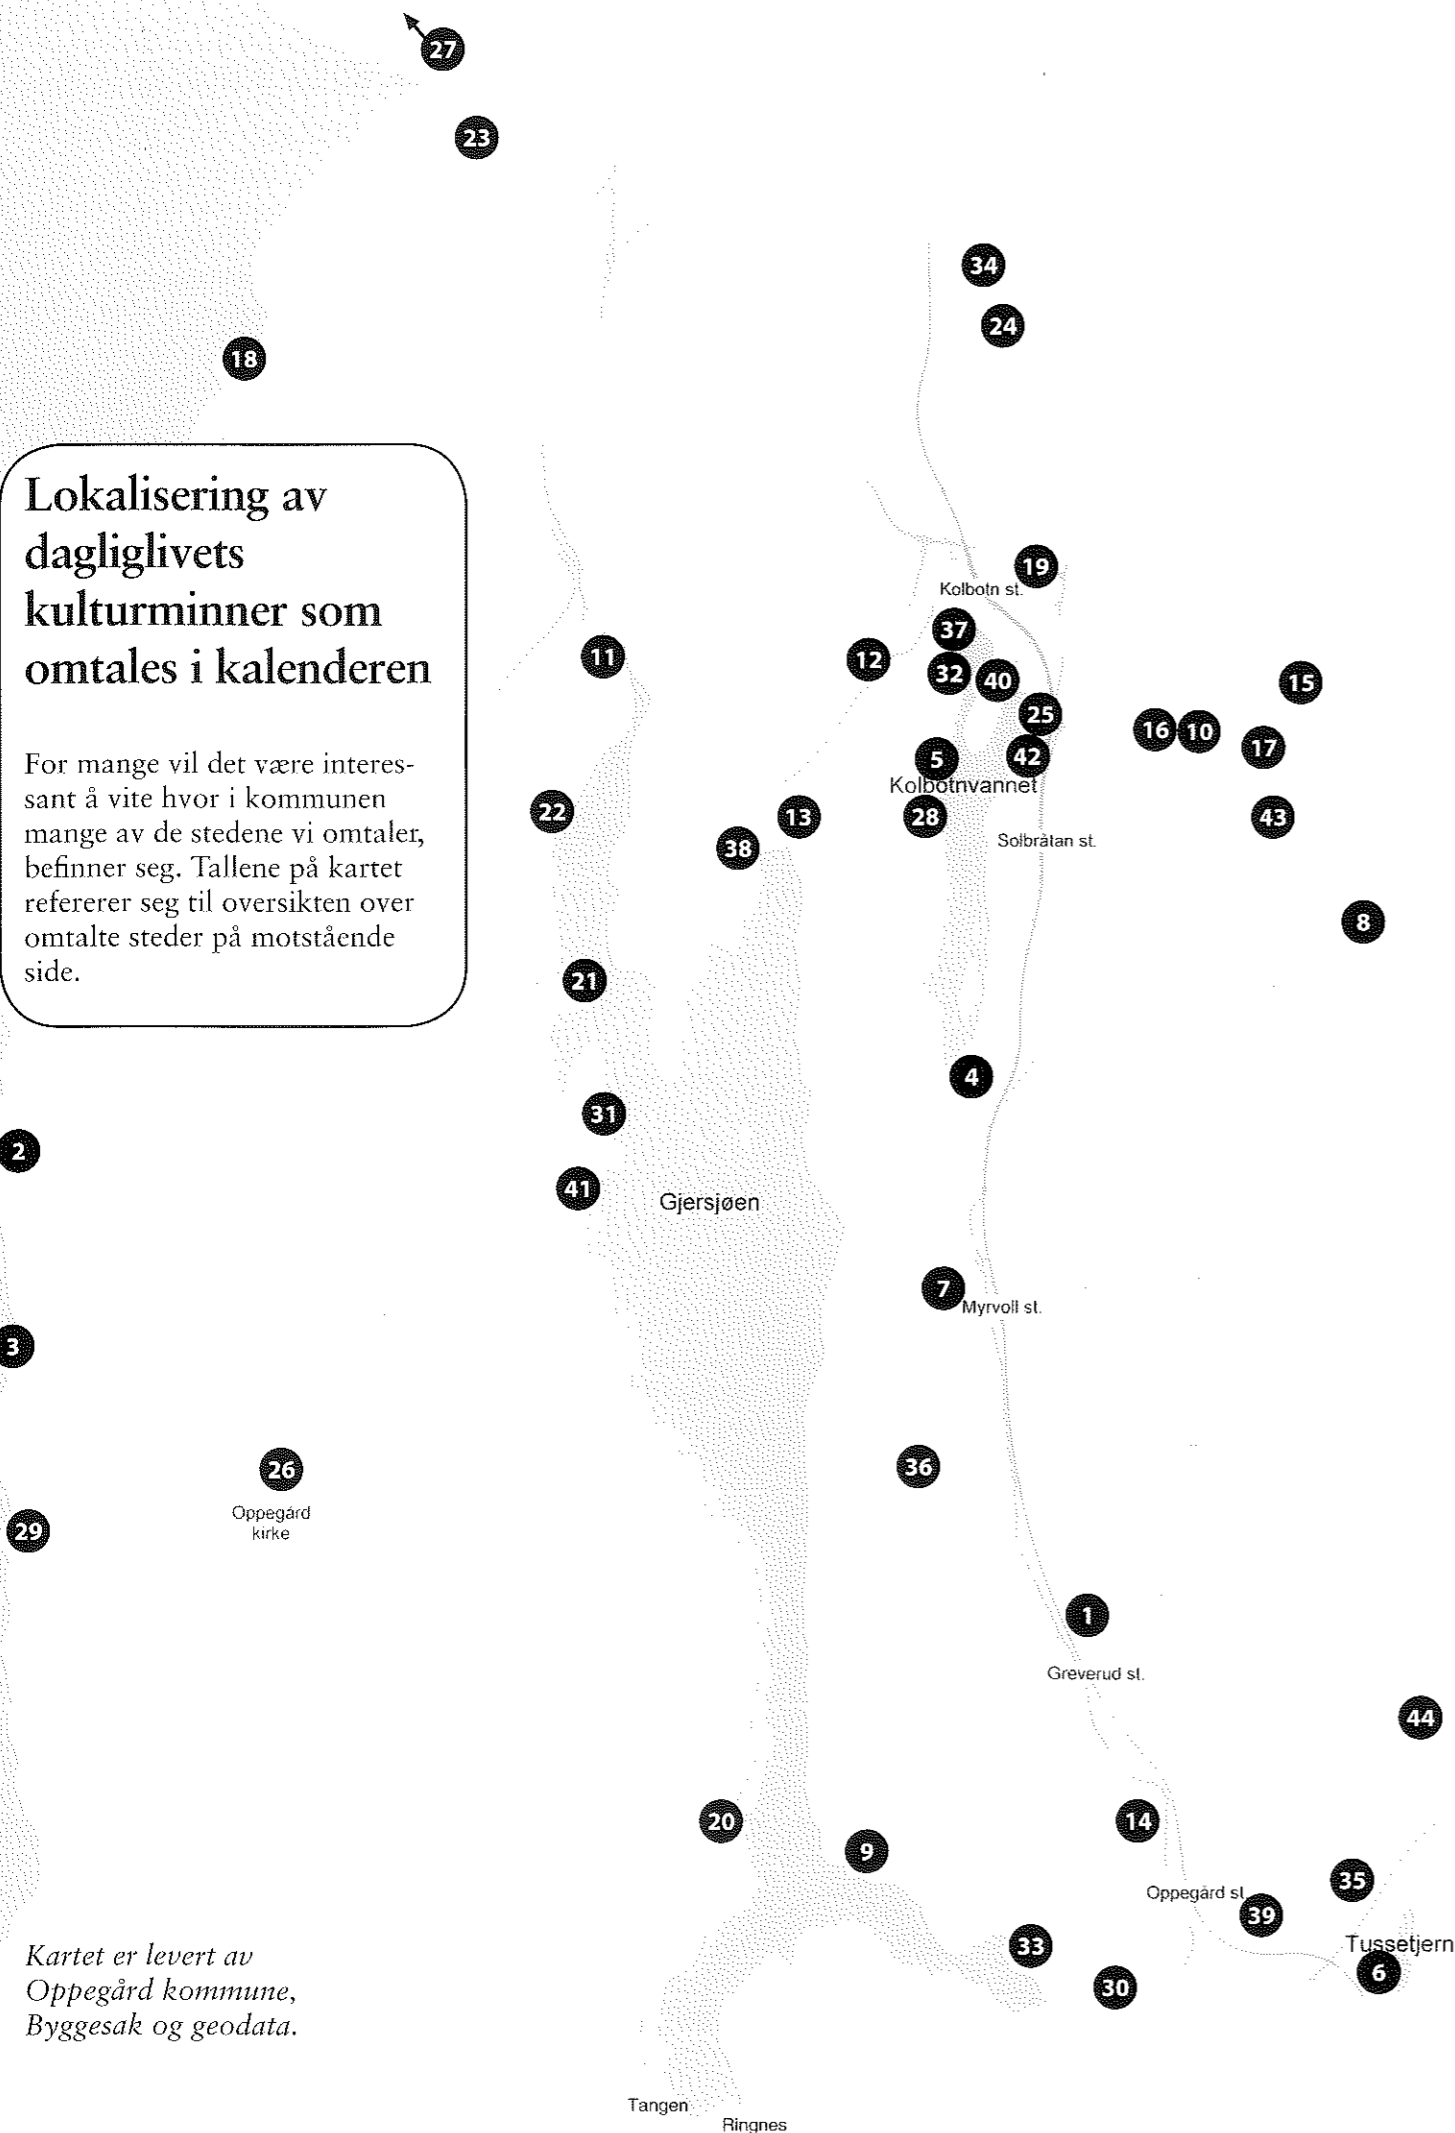 27
23
34
24
18
Lokalisering av
dagliglivets
kulturminner som
omtales i kalenderen
For mange vil det være interes-
sant å vite hvor i kommunen
mange av de stedene vi omtaler,
befinner seg. Tallene på kartet
refererer seg til oversikten over
omtalte steder på motstående
side.
19
Kolbotn st.
37
11
12
32
40
15
25
16
10
17
5
42
Kolbotnvannet
22
13
28
43
38
Solbråtan st.
8
21
4
31
2
41
Gjersjøen
7
Myrvoll st.
3
36
26
Oppegård
kirke
29
1
Greverud st.
44
20
14
9
35
Oppegård st.
39
33
Tussetjern
6
30
Kartet er levert av
Oppegård kommune,
Byggesak og geodata.
Tangen
Ringnes